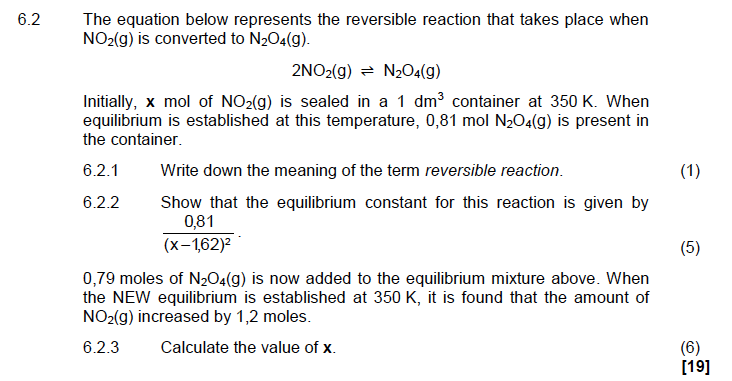 6.2 The equation below represents the reversible reaction that takes place when
NO₂(g) is converted to N₂O₄(g).
2NO₂(g) ⇌ N₂O₄(g)
Initially, x mol of NO₂(g) is sealed in a 1 dm³ container at 350 K. When
equilibrium is established at this temperature, 0,81 mol N₂O₄(g) is present in
the container.
6.2.1 Write down the meaning of the term reversible reaction. (1)
6.2.2 Show that the equilibrium constant for this reaction is given by
0,81
(x−1,62)² .
(5)
0,79 moles of N₂O₄(g) is now added to the equilibrium mixture above. When
the NEW equilibrium is established at 350 K, it is found that the amount of
NO₂(g) increased by 1,2 moles.
6.2.3 Calculate the value of x. (6)
[19]